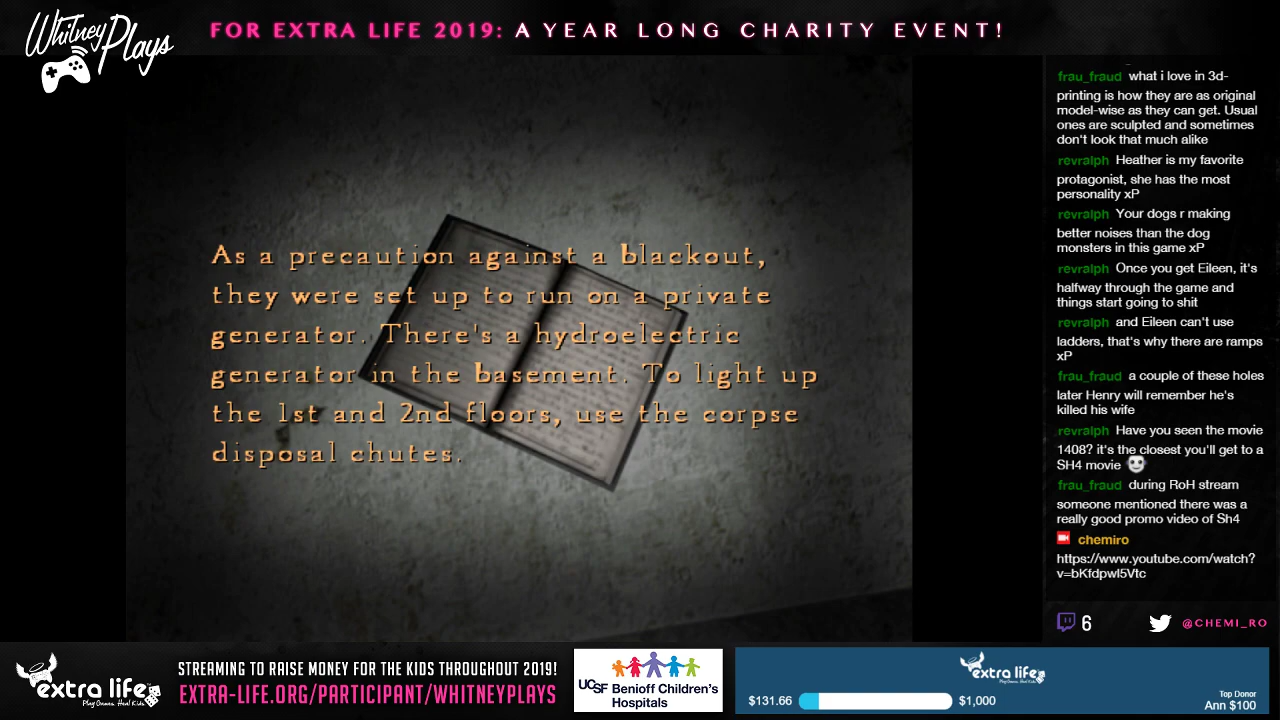 Whitney Plays
FOR EXTRA LIFE 2019: A YEAR LONG CHARITY EVENT!
As a precaution against a blackout,
they were set up to run on a private
generator. There's a hydroelectric
generator in the basement. To light up
the 1st and 2nd floors, use the corpse
disposal chutes.
frau_fraud what i love in 3d-
printing is how they are as original
model-wise as they can get. Usual
ones are sculpted and sometimes
don't look that much alike
revralph Heather is my favorite
protagonist, she has the most
personality xP
revralph Your dogs r making
better noises than the dog
monsters in this game xP
revralph Once you get Eileen, it's
halfway through the game and
things start going to shit
revralph and Eileen can't use
ladders, that's why there are ramps
xP
frau_fraud a couple of these holes
later Henry will remember he's
killed his wife
revralph Have you seen the movie
1408? it's the closest you'll get to a
SH4 movie
frau_fraud during RoH stream
someone mentioned there was a
really good promo video of Sh4
chemiro
https://www.youtube.com/watch?
v=bKfdpwI5Vtc
6 @CHEMI_RO
extra life
Play Games. Heal Kids.
STREAMING TO RAISE MONEY FOR THE KIDS THROUGHOUT 2019!
EXTRA-LIFE.ORG/PARTICIPANT/WHITNEYPLAYS
UCSF Benioff Children's
Hospitals
extra life
Play Games. Heal Kids.
$131.66 $1,000
Top Donor
Ann $100